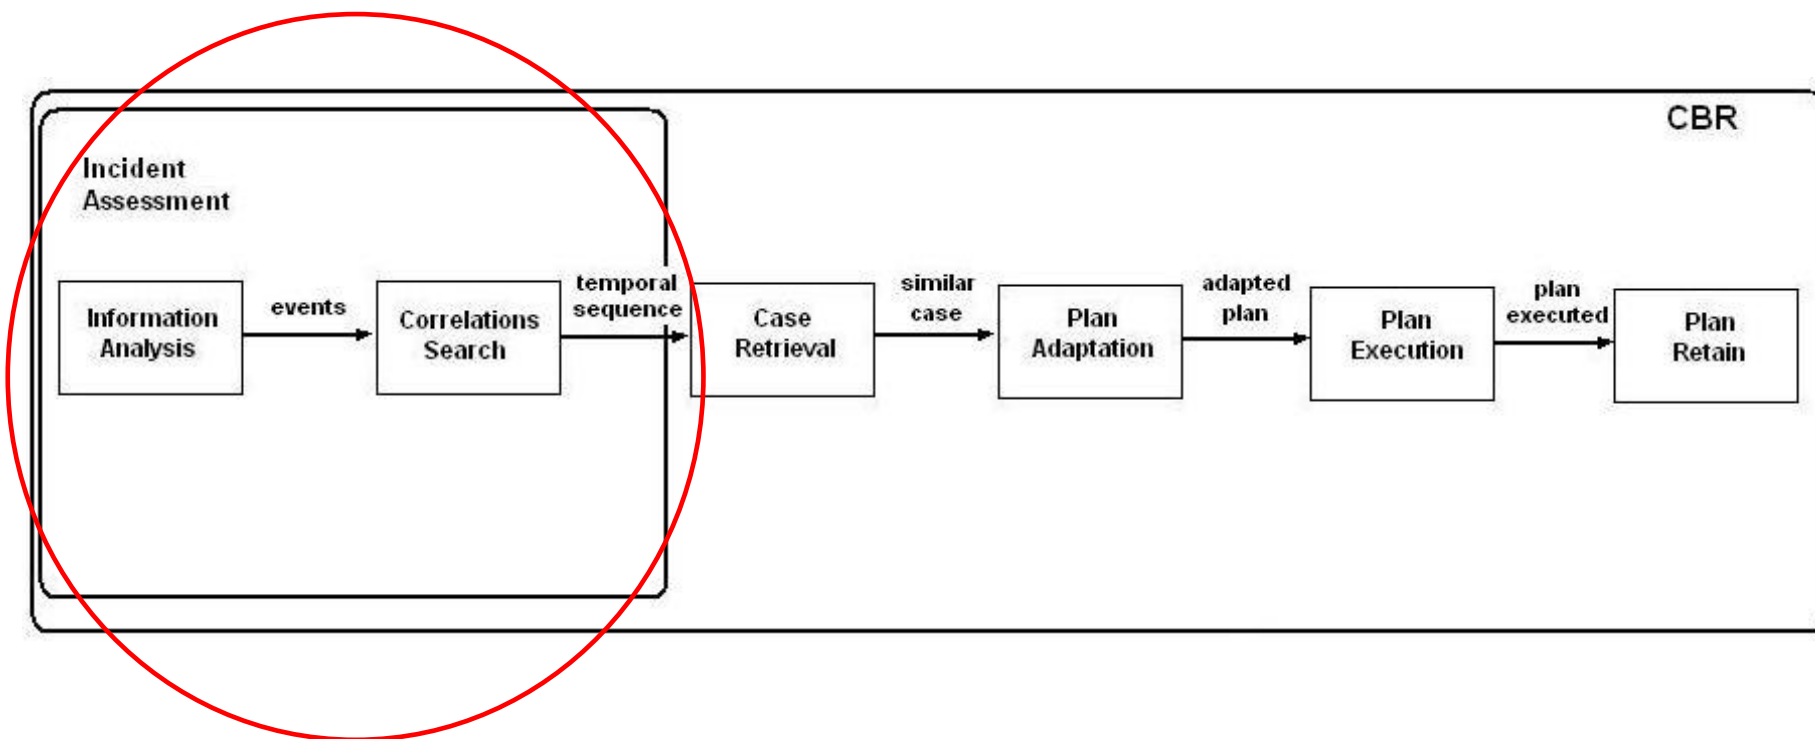 CBR
Incident
Assessment
Information
Analysis
events
Correlations
Search
temporal
sequence
Case
Retrieval
similar
case
Plan
Adaptation
adapted
plan
Plan
Execution
plan
executed
Plan
Retain